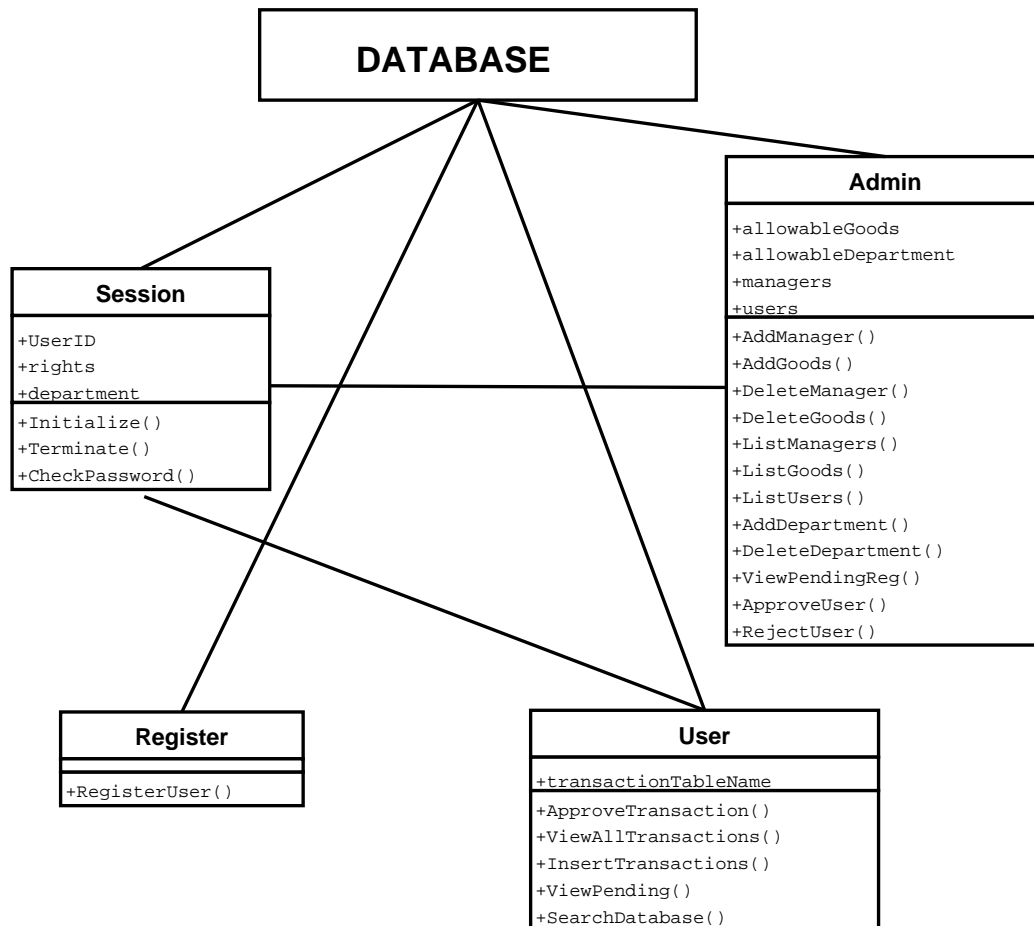 DATABASE
Admin
+allowableGoods
+allowableDepartment
+managers
+users
+AddManager()
+AddGoods()
+DeleteManager()
+DeleteGoods()
+ListManagers()
+ListGoods()
+ListUsers()
+AddDepartment()
+DeleteDepartment()
+ViewPendingReg()
+ApproveUser()
+RejectUser()
Session
+UserID
+rights
+department
+Initialize()
+Terminate()
+CheckPassword()
Register
+RegisterUser()
User
+transactionTableName
+ApproveTransaction()
+ViewAllTransactions()
+InsertTransactions()
+ViewPending()
+SearchDatabase()